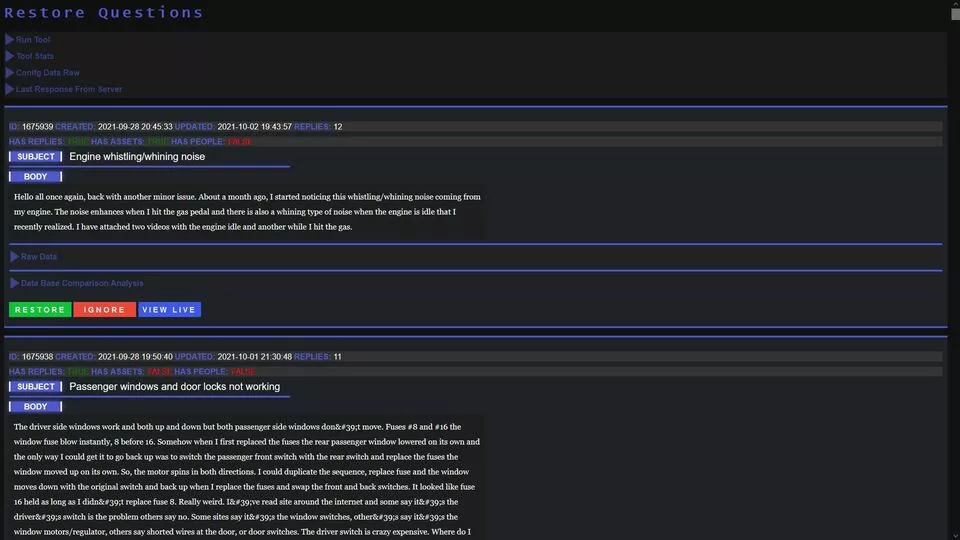 Restore Questions
Run Tool
Tool Stats
Conifg Data Raw
Last Response From Server
ID: 1675939 CREATED: 2021-09-28 20:45:33 UPDATED: 2021-10-02 19:43:57 REPLIES: 12
HAS REPLIES: TRUE HAS ASSETS: TRUE HAS PEOPLE: FALSE
SUBJECT Engine whistling/whining noise
BODY
Hello all once again, back with another minor issue. About a month ago, I started noticing this whistling/whining noise coming from
my engine. The noise enhances when I hit the gas pedal and there is also a whining type of noise when the engine is idle that I
recently realized. I have attached two videos with the engine idle and another while I hit the gas.
Raw Data
Data Base Comparison Analysis
RESTORE IGNORE VIEW LIVE
ID: 1675938 CREATED: 2021-09-28 19:50:40 UPDATED: 2021-10-01 21:30:48 REPLIES: 11
HAS REPLIES: TRUE HAS ASSETS: FALSE HAS PEOPLE: FALSE
SUBJECT Passenger windows and door locks not working
BODY
The driver side windows work and both up and down but both passenger side windows don&#39;t move. Fuses #8 and #16 the
window fuse blow instantly, 8 before 16. Somehow when I first replaced the fuses the rear passenger window lowered on its own and
the only way I could get it to go back up was to switch the passenger front switch with the rear switch and replace the fuses the
window moved up on its own. So, the motor spins in both directions. I could duplicate the sequence, replace fuse and the window
moves down with the original switch and back up when I replace the fuses and swap the front and back switches. It looked like fuse
16 held as long as I didn&#39;t replace fuse 8. Really weird. I&#39;ve read site around the internet and some say it&#39;s the
driver&#39;s switch is the problem others say no. Some sites say it&#39;s the window switches, other&#39;s say it&#39;s the
window motors/regulator, others say shorted wires at the door, or door switches. The driver switch is crazy expensive. Where do I